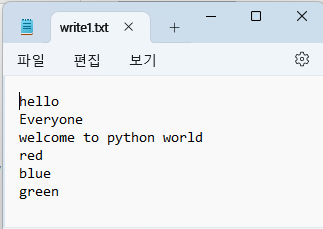 write1.txt
파일 편집 보기
hello
Everyone
welcome to python world
red
blue
green